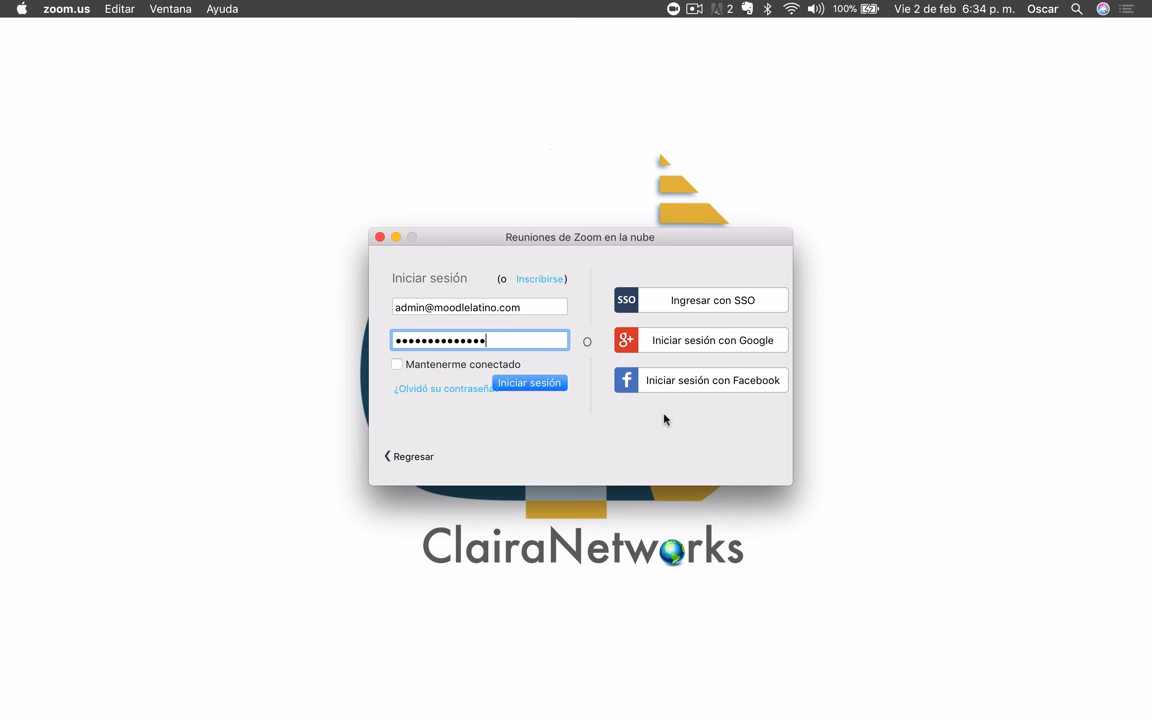 zoom.us Editar Ventana Ayuda 2 100% Vie 2 de feb 6:34 p. m. Oscar
Reuniones de Zoom en la nube
Iniciar sesión (o Inscribirse)
admin@moodlelatino.com
●●●●●●●●●●●●●●
Mantenerme conectado
¿Olvidó su contraseña
Iniciar sesión
O
SSO Ingresar con SSO
g+ Iniciar sesión con Google
f Iniciar sesión con Facebook
Regresar
ClairaNetworks